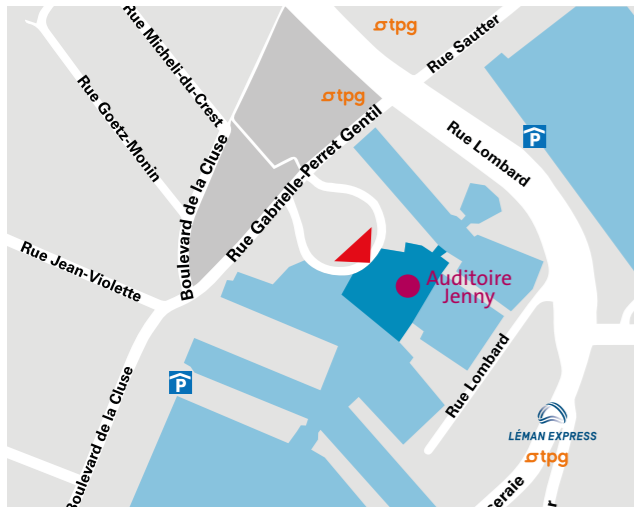 tpg
Rue Micheli-du-Crest
Rue Sautter
tpg
Rue Goetz-Monin
Rue Lombard
P
Boulevard de la Cluse
Rue Gabrielle-Perret Gentil
Rue Jean-Violette
Auditoire
Jenny
P
Rue Lombard
Boulevard de la Cluse
LÉMAN EXPRESS
tpg
seraie